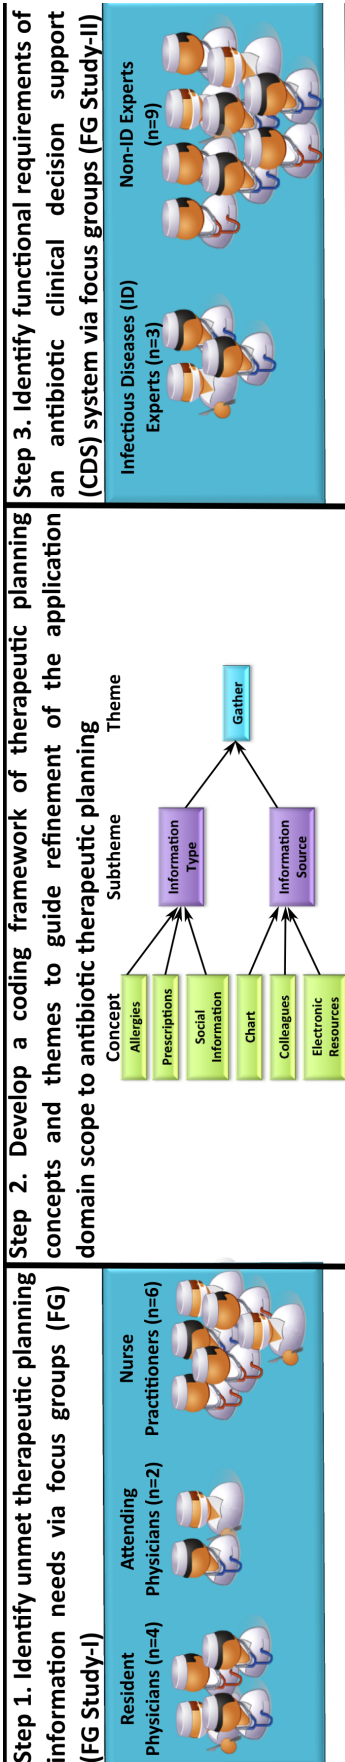 Step 1. Identify unmet therapeutic planning
information needs via focus groups (FG)
(FG Study-I)
Resident
Physicians (n=4)
Attending
Physicians (n=2)
Nurse
Practitioners (n=6)
Step 2. Develop a coding framework of therapeutic planning
concepts and themes to guide refinement of the application
domain scope to antibiotic therapeutic planning
Concept
Subtheme
Theme
Allergies
Prescriptions
Social
Information
Chart
Colleagues
Electronic
Resources
Information
Type
Information
Source
Gather
Step 3. Identify functional requirements of
an antibiotic clinical decision support
(CDS) system via focus groups (FG Study-II)
Infectious Diseases (ID)
Experts (n=3)
Non-ID Experts
(n=9)